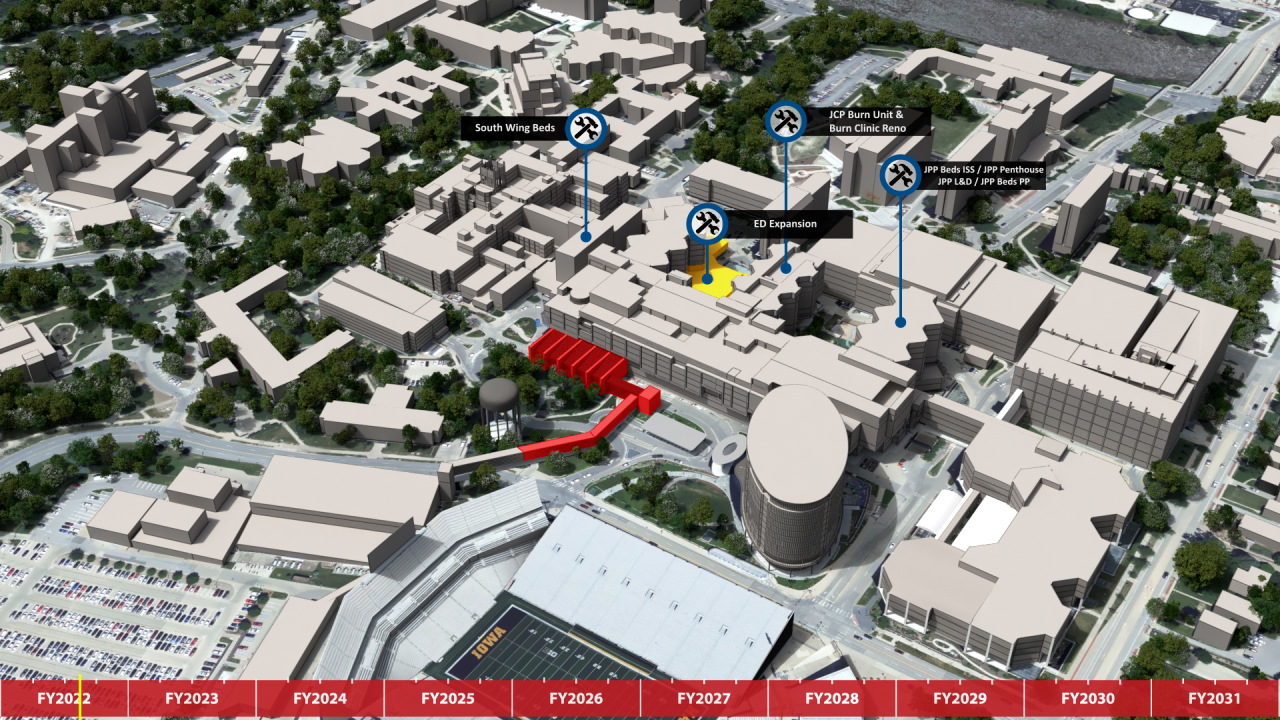 South Wing Beds
JCP Burn Unit &
Burn Clinic Reno
JPP Beds ISS / JPP Penthouse
JPP L&D / JPP Beds PP
ED Expansion
IOWA
FY2022
FY2023
FY2024
FY2025
FY2026
FY2027
FY2028
FY2029
FY2030
FY2031